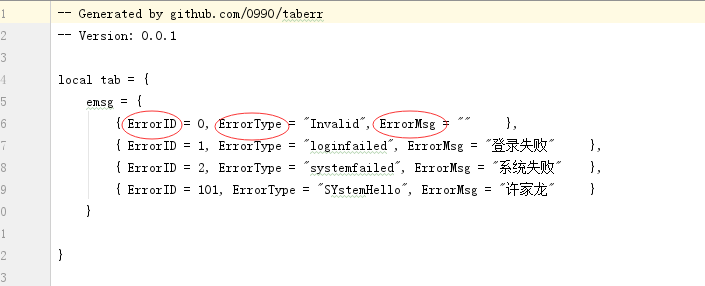 1 -- Generated by github.com/0990/taberr
2 -- Version: 0.0.1
3
4 local tab = {
5 emsg = {
6 { ErrorID = 0, ErrorType = "Invalid", ErrorMsg = "" },
7 { ErrorID = 1, ErrorType = "loginfailed", ErrorMsg = "登录失败" },
8 { ErrorID = 2, ErrorType = "systemfailed", ErrorMsg = "系统失败" },
9 { ErrorID = 101, ErrorType = "SYstemHello", ErrorMsg = "许家龙" }
0 }
1
2 }
3